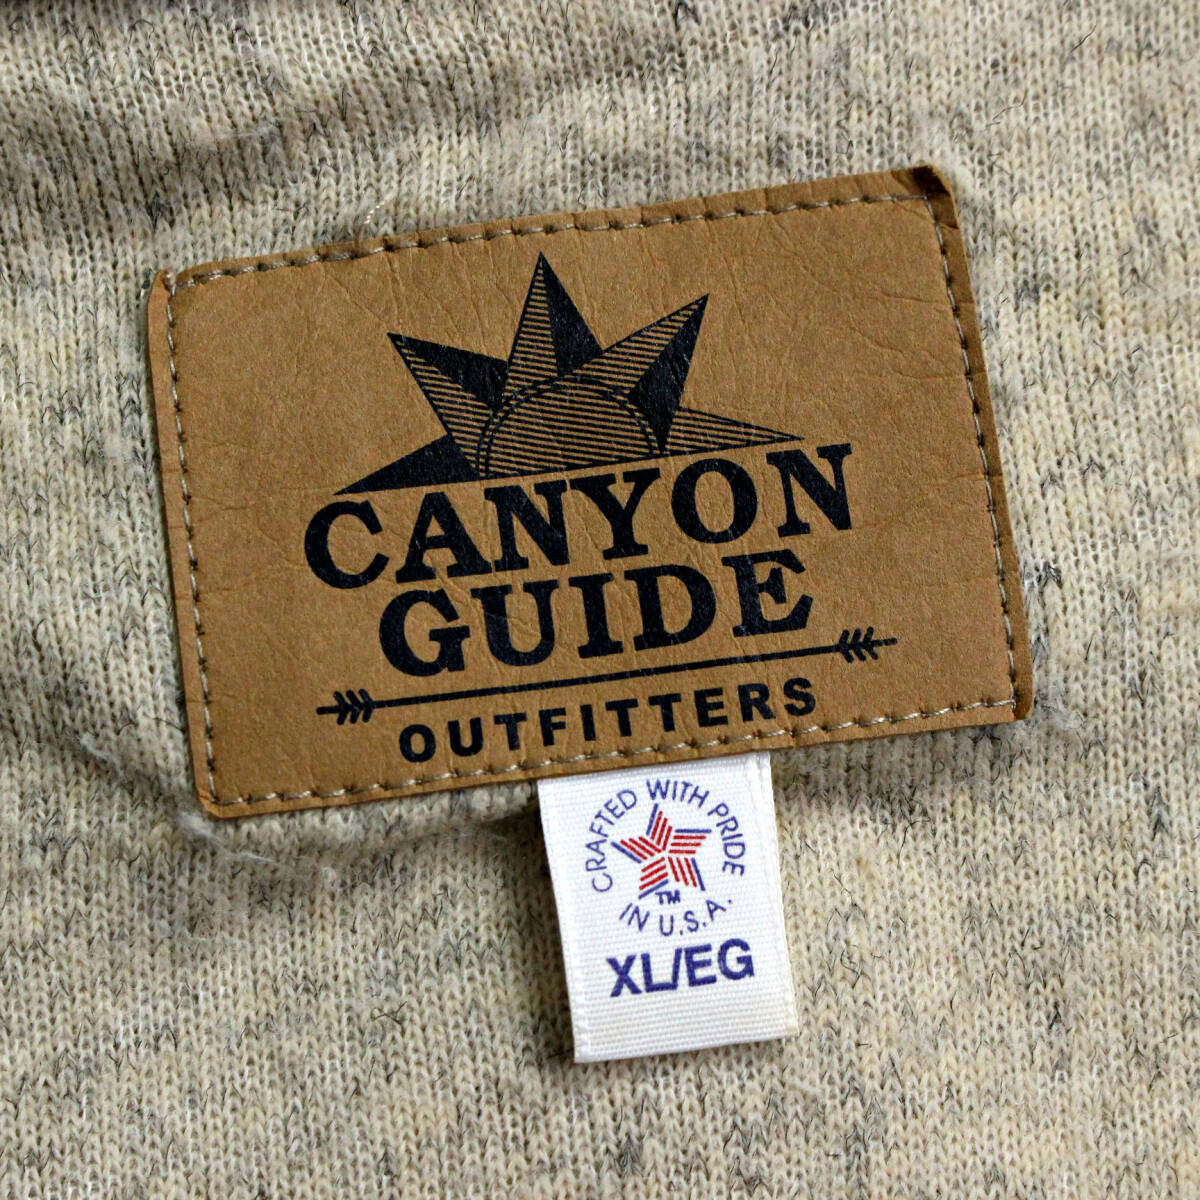 CANYON
GUIDE
OUTFITTERS
CRAFTED WITH PRIDE
TM
IN U.S.A.
XL/EG